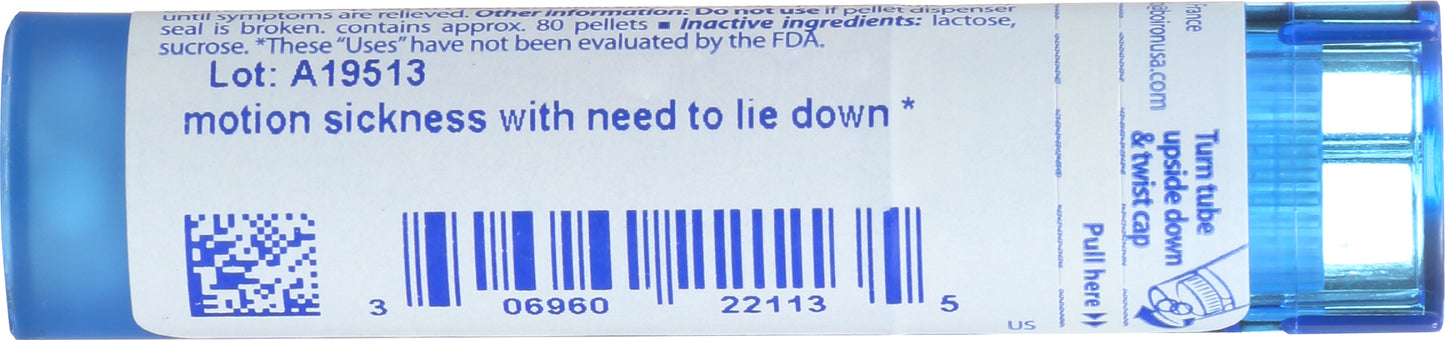 until symptoms are relieved. Other information: Do not use if pellet dispenser
seal is broken. contains approx. 80 pellets ■ Inactive ingredients: lactose,
sucrose. *These "Uses" have not been evaluated by the FDA.
Lot: A19513
motion sickness with need to lie down *
3 06960 22113 5
US
Pull here
Turn tube
upside down
& twist cap